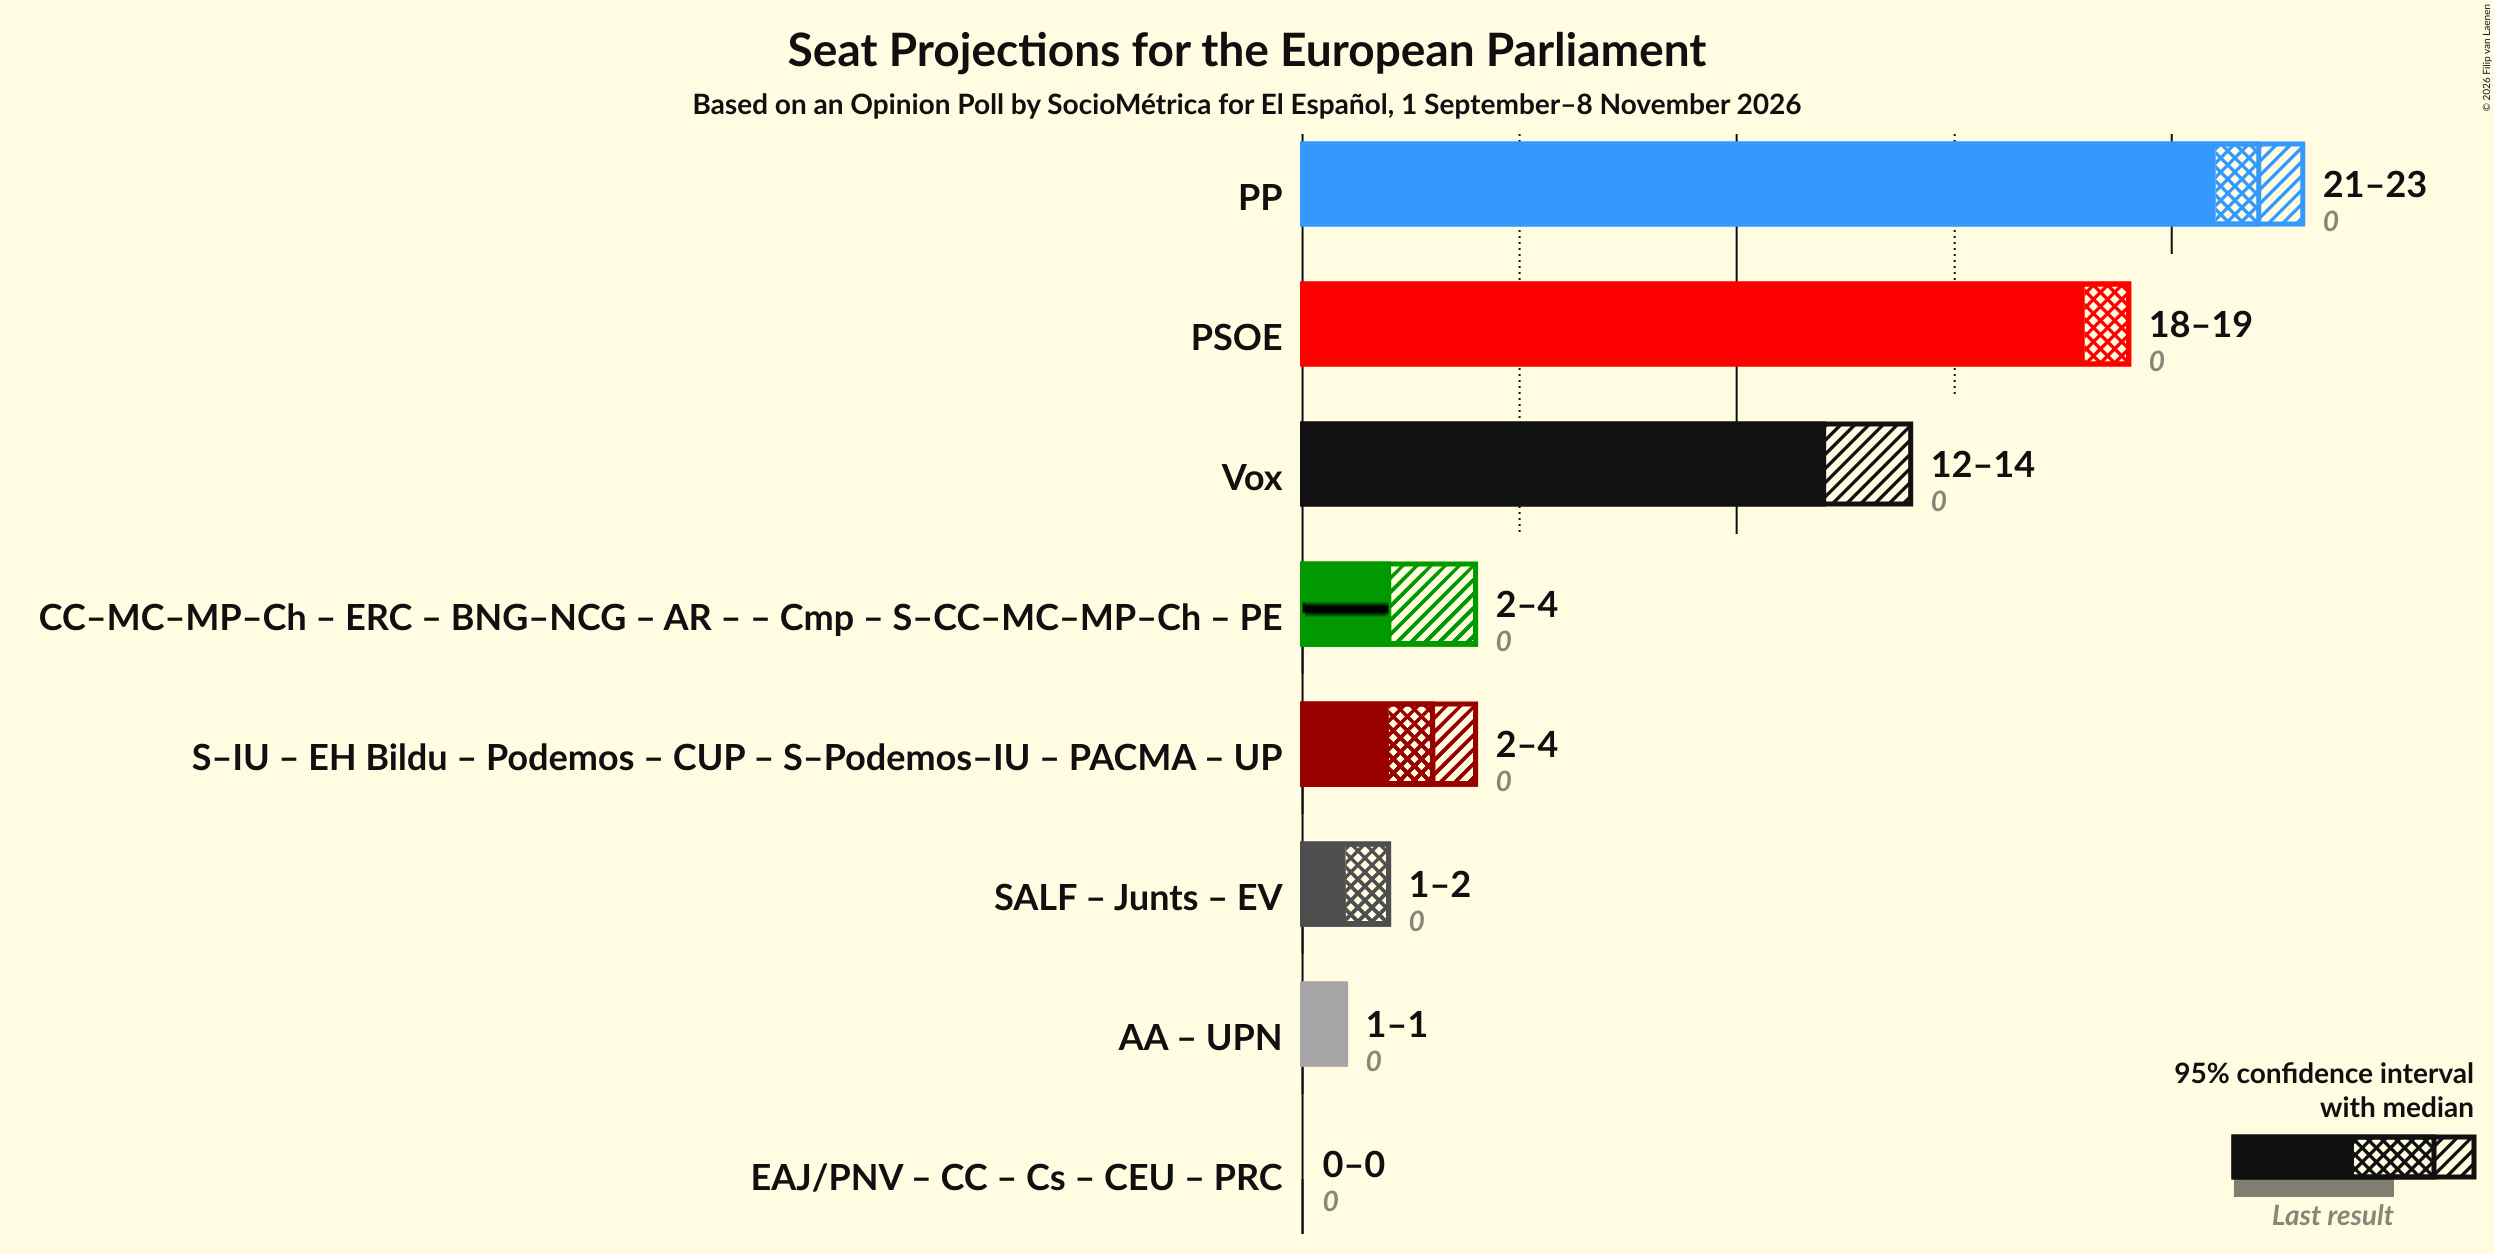 Seat Projections for the European Parliament
Based on an Opinion Poll by SocioMétrica for El Español, 1 September–8 November 2026
© 2026 Filip van Laenen
PP
21–23
0
PSOE
18–19
0
Vox
12–14
0
CC–MC–MP–Ch – ERC – BNG–NCG – AR – – Cmp – S–CC–MC–MP–Ch – PE
2–4
0
S–IU – EH Bildu – Podemos – CUP – S–Podemos–IU – PACMA – UP
2–4
0
SALF – Junts – EV
1–2
0
AA – UPN
1–1
0
EAJ/PNV – CC – Cs – CEU – PRC
0–0
0
95% confidence interval
with median
Last result